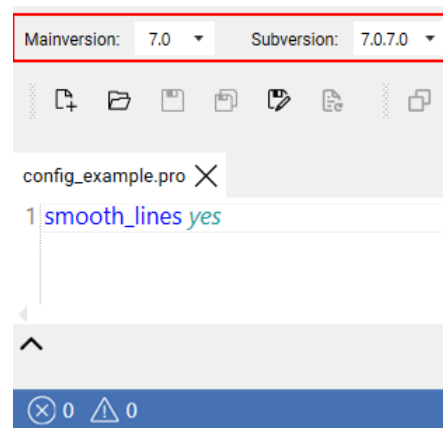 Mainversion: 7.0 Subversion: 7.0.7.0
config_example.pro
1 smooth_lines yes
0 0